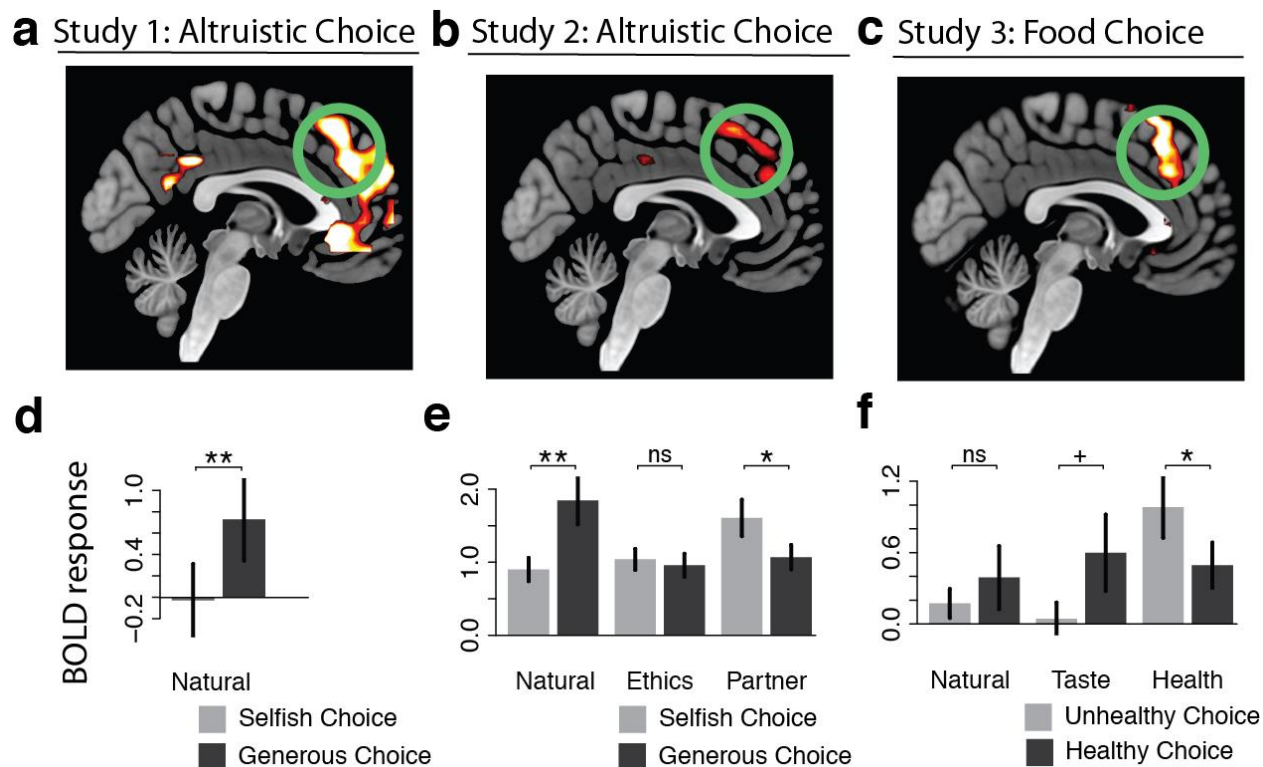 a Study 1: Altruistic Choice
b Study 2: Altruistic Choice
c Study 3: Food Choice
d
BOLD response
1.0
0.4
−0.2
**
Natural
Selfish Choice
Generous Choice
e
2.0
1.0
0.0
** ns *
Natural Ethics Partner
Selfish Choice
Generous Choice
f
1.2
0.6
0.0
ns + *
Natural Taste Health
Unhealthy Choice
Healthy Choice